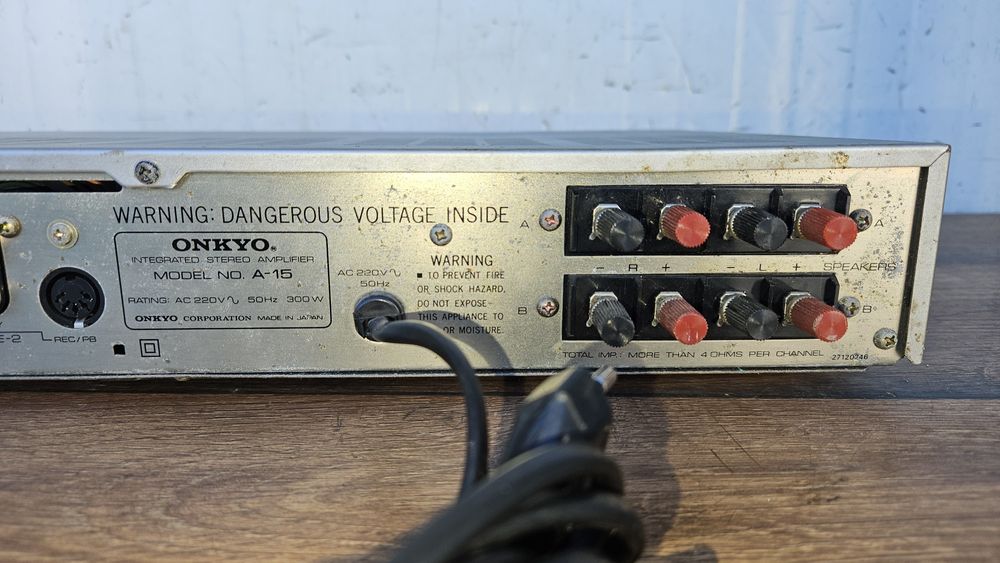 WARNING: DANGEROUS VOLTAGE INSIDE
ONKYO®
INTEGRATED STEREO AMPLIFIER
MODEL NO. A-15
RATING: AC 220V∿ 50Hz 300W
ONKYO CORPORATION MADE IN JAPAN
E-2
REC/PB
AC 220V∿
50Hz
WARNING
■ TO PREVENT FIRE
OR SHOCK HAZARD,
DO NOT EXPOSE
THIS APPLIANCE TO
OR MOISTURE.
A
A
− R + − L + SPEAKERS
B
B
TOTAL IMP.: MORE THAN 4 OHMS PER CHANNEL
27120246